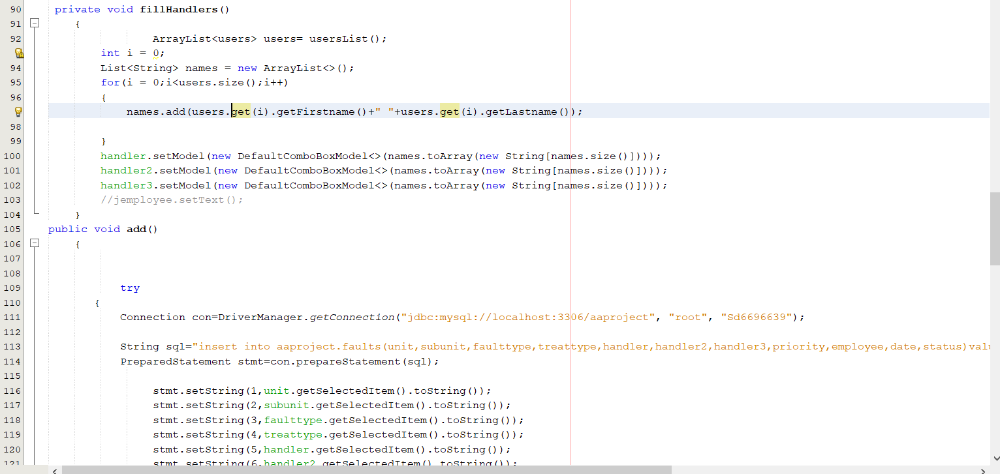 90 private void fillHandlers()
91 {
92 ArrayList<users> users= usersList();
int i = 0;
94 List<String> names = new ArrayList<>();
95 for(i = 0;i<users.size();i++)
96 {
names.add(users.get(i).getFirstname()+" "+users.get(i).getLastname());
98
99 }
100 handler.setModel(new DefaultComboBoxModel<>(names.toArray(new String[names.size()])));
101 handler2.setModel(new DefaultComboBoxModel<>(names.toArray(new String[names.size()])));
102 handler3.setModel(new DefaultComboBoxModel<>(names.toArray(new String[names.size()])));
103 //jemployee.setText();
104 }
105 public void add()
106 {
107
108
109 try
110 {
111 Connection con=DriverManager.getConnection("jdbc:mysql://localhost:3306/aaproject", "root", "Sd6696639");
112
113 String sql="insert into aaproject.faults(unit,subunit,faulttype,treattype,handler,handler2,handler3,priority,employee,date,status)valu
114 PreparedStatement stmt=con.prepareStatement(sql);
115
116 stmt.setString(1,unit.getSelectedItem().toString());
117 stmt.setString(2,subunit.getSelectedItem().toString());
118 stmt.setString(3,faulttype.getSelectedItem().toString());
119 stmt.setString(4,treattype.getSelectedItem().toString());
120 stmt.setString(5,handler.getSelectedItem().toString());
121 stmt.setString(6,handler2.getSelectedItem().toString());